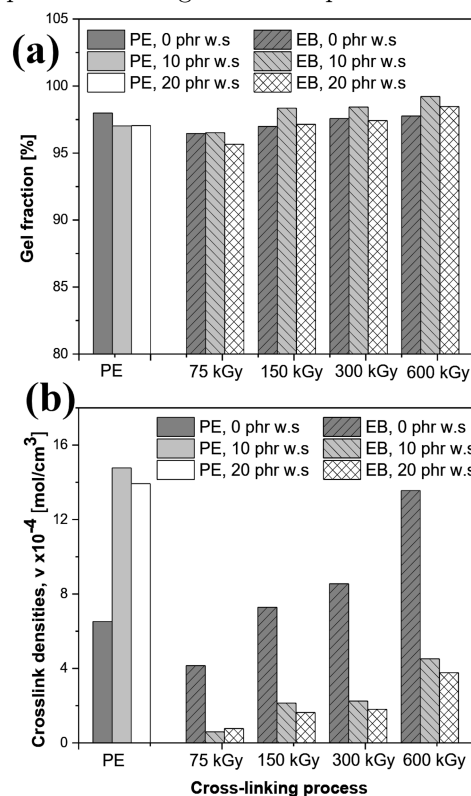 (a)
PE, 0 phr w.s EB, 0 phr w.s
PE, 10 phr w.s EB, 10 phr w.s
PE, 20 phr w.s EB, 20 phr w.s
Gel fraction [%]
105
100
95
90
85
80
PE 75 kGy 150 kGy 300 kGy 600 kGy
(b)
PE, 0 phr w.s EB, 0 phr w.s
PE, 10 phr w.s EB, 10 phr w.s
PE, 20 phr w.s EB, 20 phr w.s
Crosslink densities, v x10⁻⁴ [mol/cm³]
16
12
8
4
0
PE 75 kGy 150 kGy 300 kGy 600 kGy
Cross-linking process